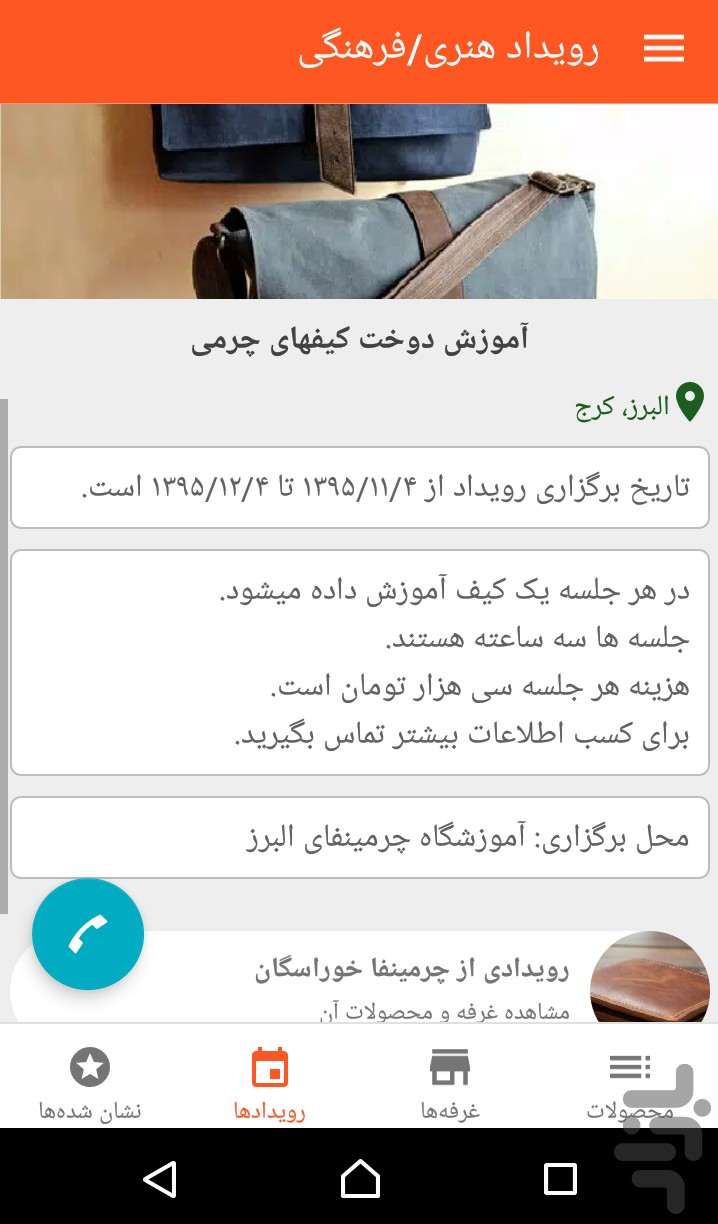 رویداد هنری/فرهنگی
آموزش دوخت کیفهای چرمی
البرز، کرج
تاریخ برگزاری رویداد از ۱۳۹۵/۱۱/۴ تا ۱۳۹۵/۱۲/۴ است.
در هر جلسه یک کیف آموزش داده میشود.
جلسه ها سه ساعته هستند.
هزینه هر جلسه سی هزار تومان است.
برای کسب اطلاعات بیشتر تماس بگیرید.
محل برگزاری: آموزشگاه چرمینفای البرز
رویدادی از چرمینفا خوراسگان
مشاهده غرفه و محصولات آن
محصولات
غرفه‌ها
رویدادها
نشان شده‌ها